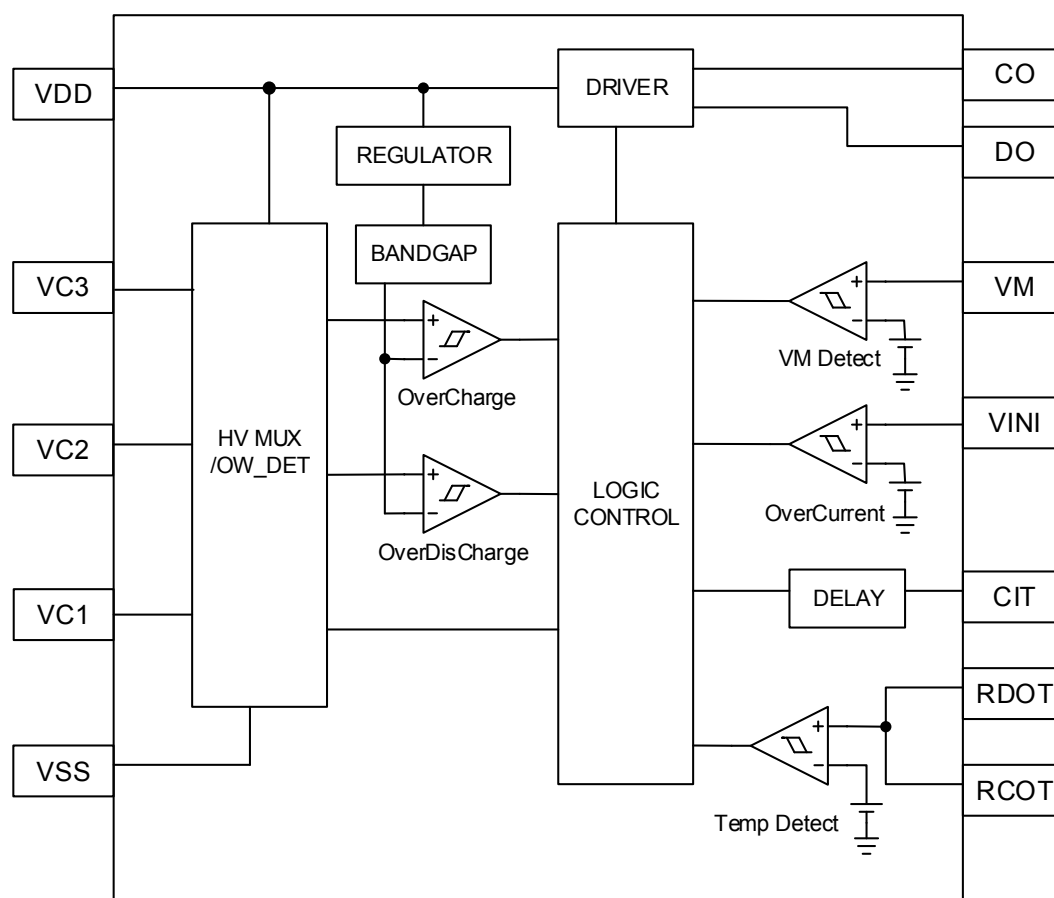 VDD
DRIVER
CO
DO
REGULATOR
BANDGAP
VC3
VM
+
-
OverCharge
+
-
VM Detect
VC2
HV MUX
/OW_DET
+
-
OverDisCharge
LOGIC
CONTROL
VINI
+
-
OverCurrent
VC1
DELAY
CIT
RDOT
VSS
+
-
Temp Detect
RCOT